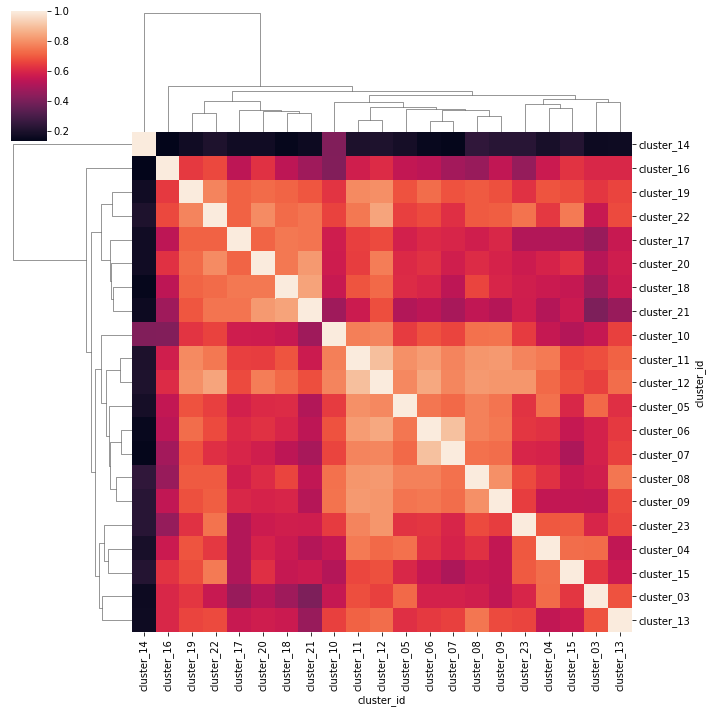 1.0
0.8
0.6
0.4
0.2
cluster_14
cluster_16
cluster_19
cluster_22
cluster_17
cluster_20
cluster_18
cluster_21
cluster_10
cluster_11
cluster_12
cluster_05
cluster_06
cluster_07
cluster_08
cluster_09
cluster_23
cluster_04
cluster_15
cluster_03
cluster_13
cluster_id
cluster_14
cluster_16
cluster_19
cluster_22
cluster_17
cluster_20
cluster_18
cluster_21
cluster_10
cluster_11
cluster_12
cluster_05
cluster_06
cluster_07
cluster_08
cluster_09
cluster_23
cluster_04
cluster_15
cluster_03
cluster_13
cluster_id